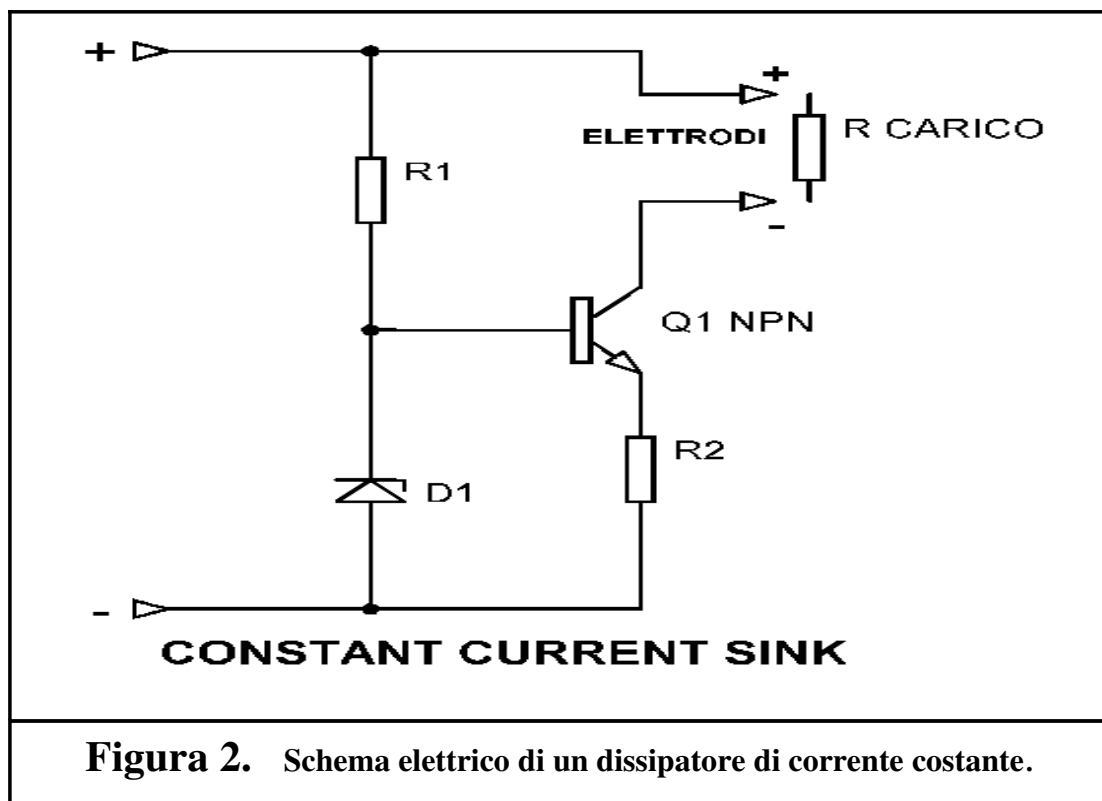 +
+
ELETTRODI
R CARICO
R1
-
Q1 NPN
R2
D1
-
CONSTANT CURRENT SINK
Figura 2. Schema elettrico di un dissipatore di corrente costante.